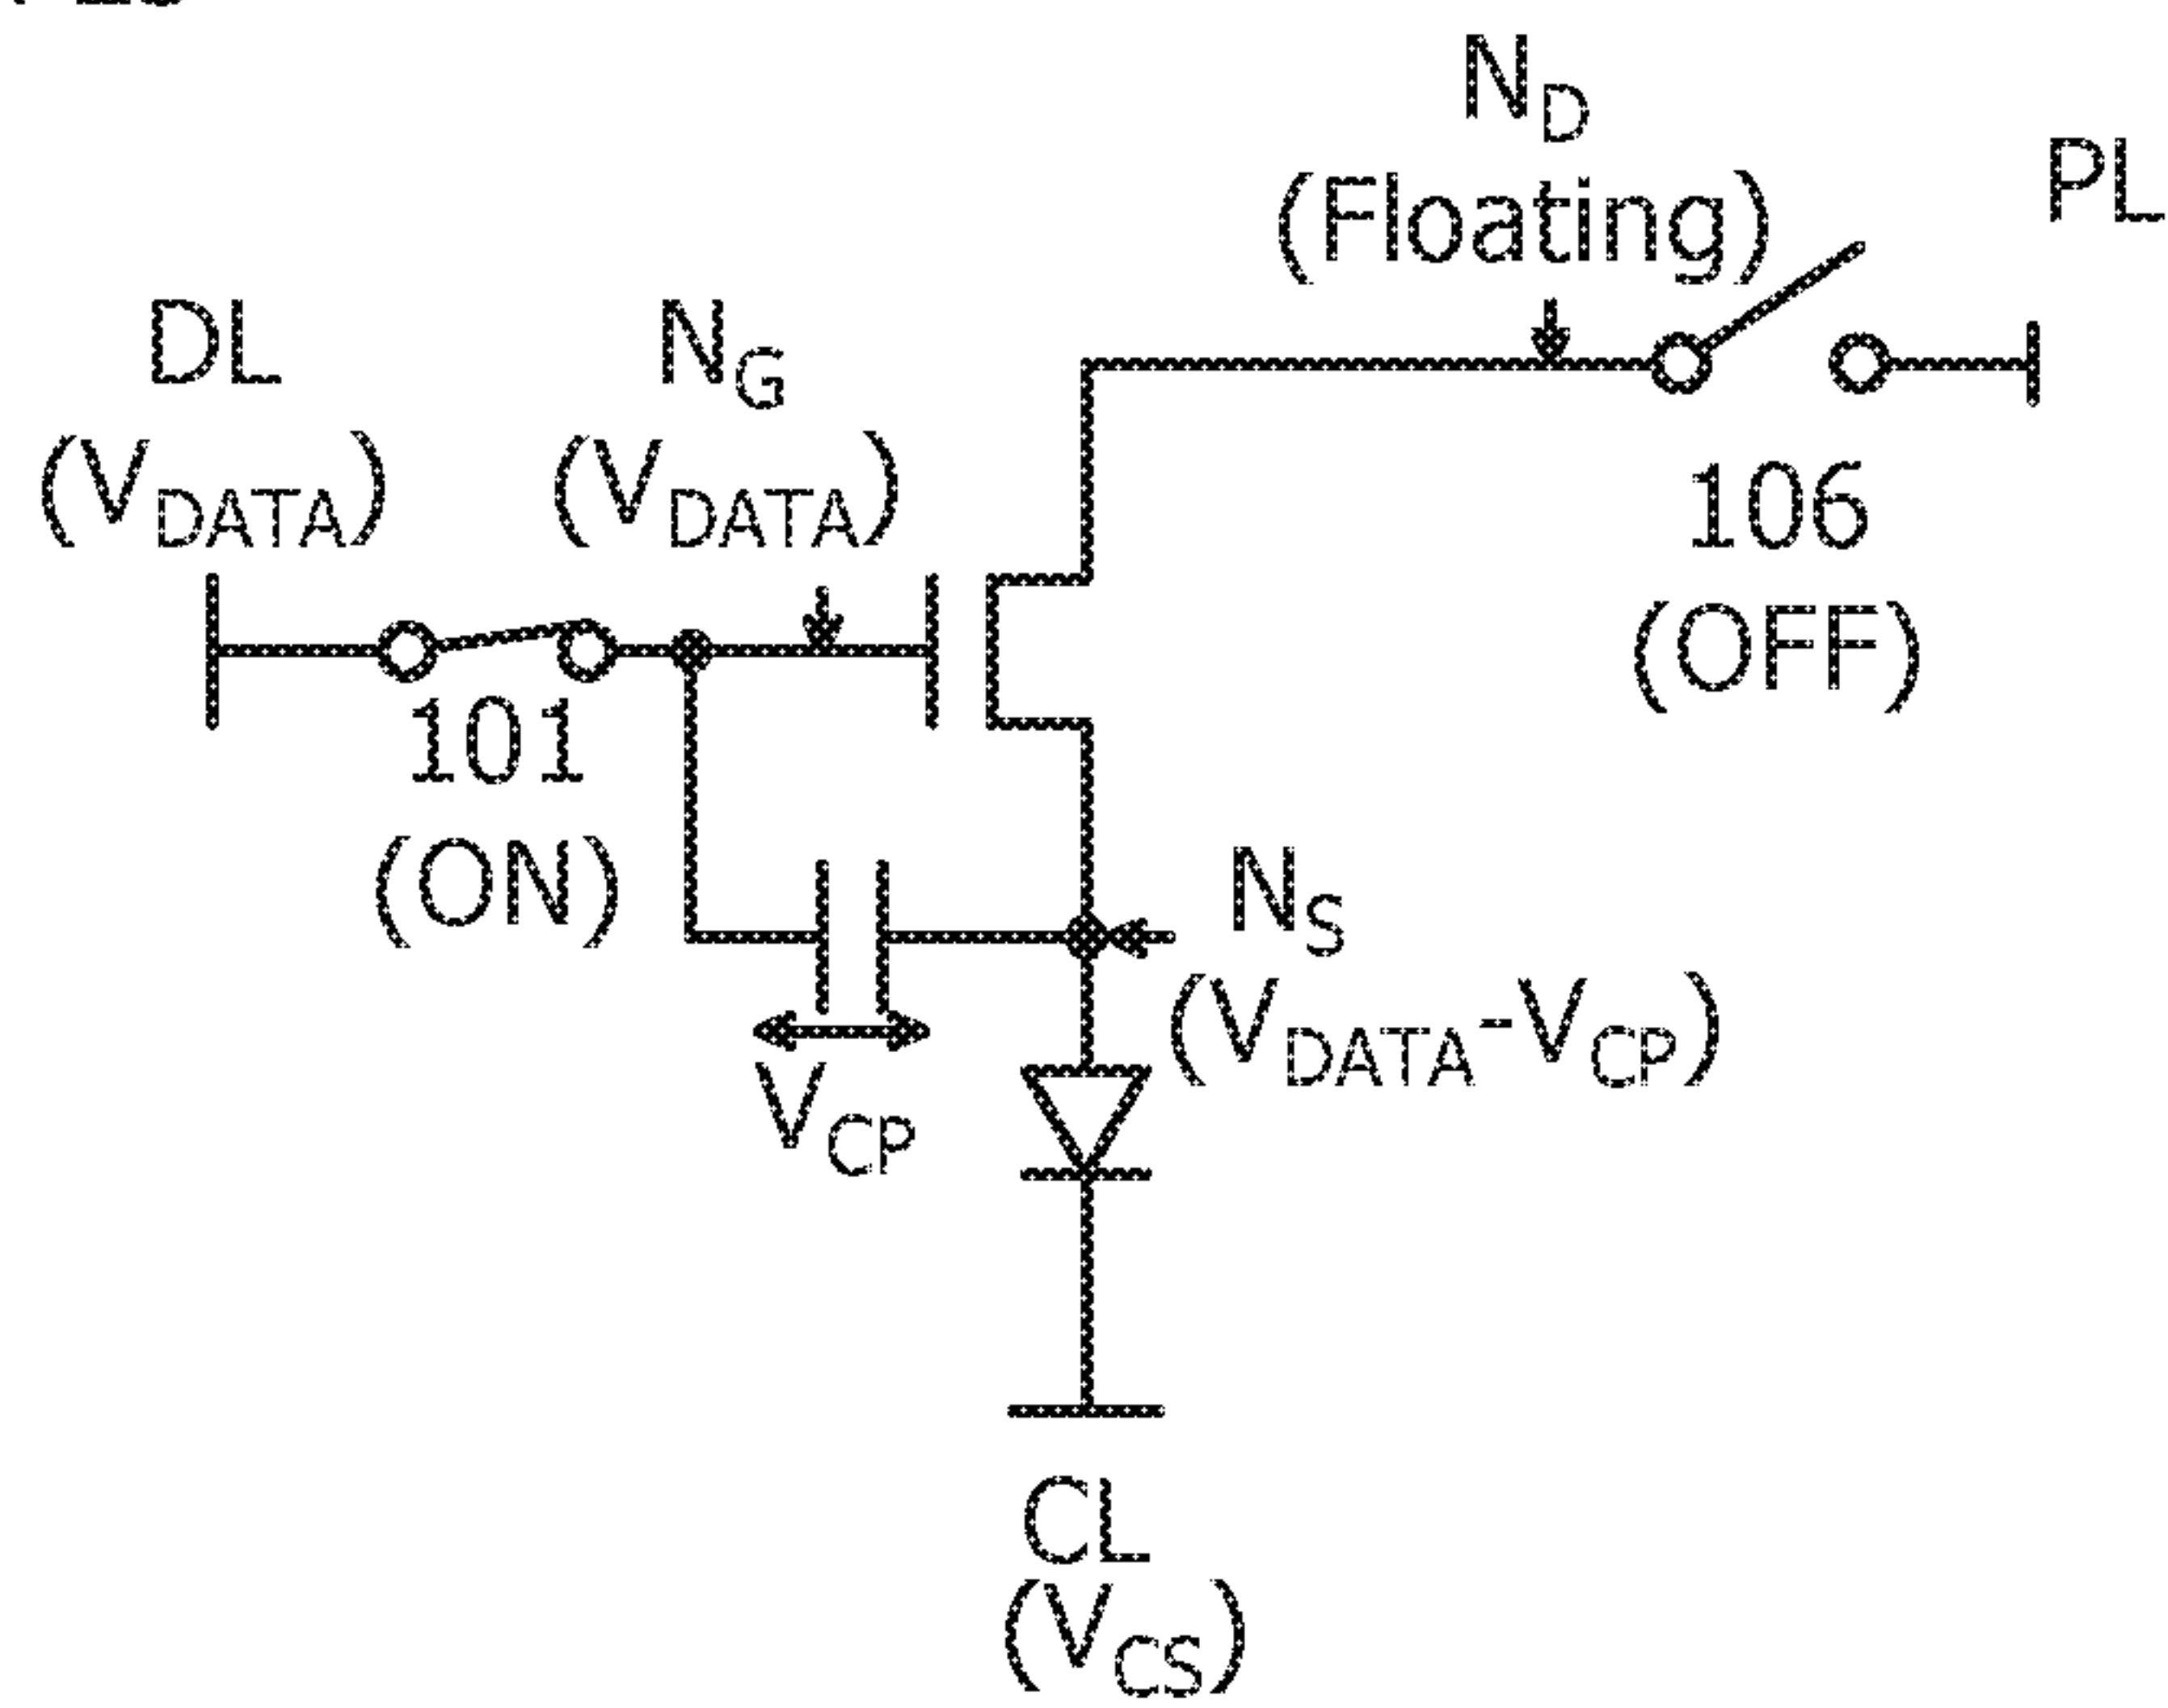 N_D
(Floating)
PL
DL
(V_DATA)
N_G
(V_DATA)
106
(OFF)
101
(ON)
N_S
(V_DATA-V_CP)
V_CP
CL
(V_CS)